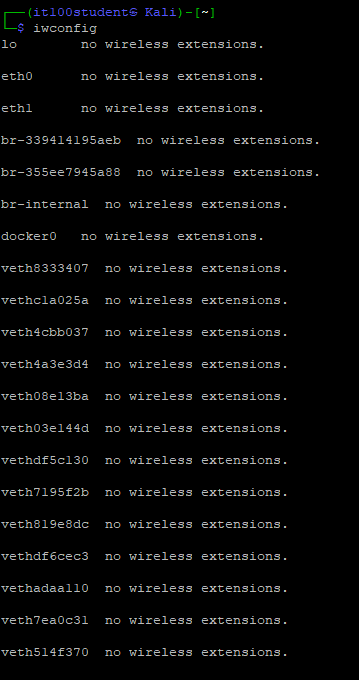 ┌──(it100student㉿ Kali)-[~]
└─$ iwconfig
lo        no wireless extensions.
eth0      no wireless extensions.
eth1      no wireless extensions.
br-339414195aeb  no wireless extensions.
br-355ee7945a88  no wireless extensions.
br-internal  no wireless extensions.
docker0   no wireless extensions.
veth8333407  no wireless extensions.
vethc1a025a  no wireless extensions.
veth4cbb037  no wireless extensions.
veth4a3e3d4  no wireless extensions.
veth08e13ba  no wireless extensions.
veth03e144d  no wireless extensions.
vethdf5c130  no wireless extensions.
veth7195f2b  no wireless extensions.
veth819e8dc  no wireless extensions.
vethdf6cec3  no wireless extensions.
vethadaa110  no wireless extensions.
veth7ea0c31  no wireless extensions.
veth514f370  no wireless extensions.